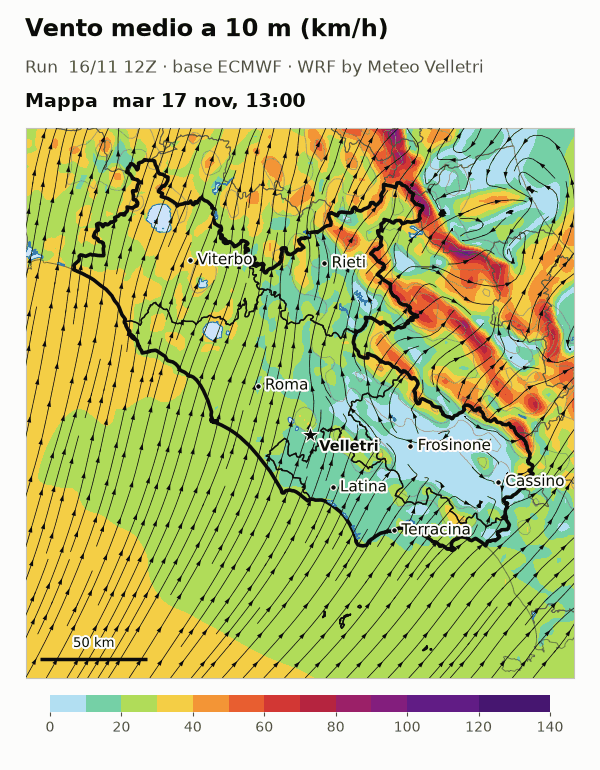 Vento medio a 10 m (km/h)
Run  16/11 12Z · base ECMWF · WRF by Meteo Velletri
Mappa  mar 17 nov, 13:00
Viterbo
Rieti
Roma
Velletri
Frosinone
Cassino
Latina
Terracina
50 km
0 20 40 60 80 100 120 140